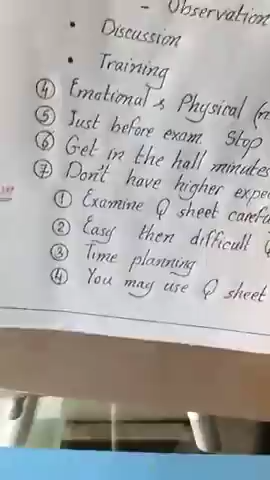 - Observation
• Discussion
• Training
④ Emotional & Physical
⑤ Just before exam. Stop
⑥ Get in the hall minutes
⑦ Don't have higher
① Examine Q sheet
② Easy then difficult Q
③ Time planning
④ You may use Q sheet